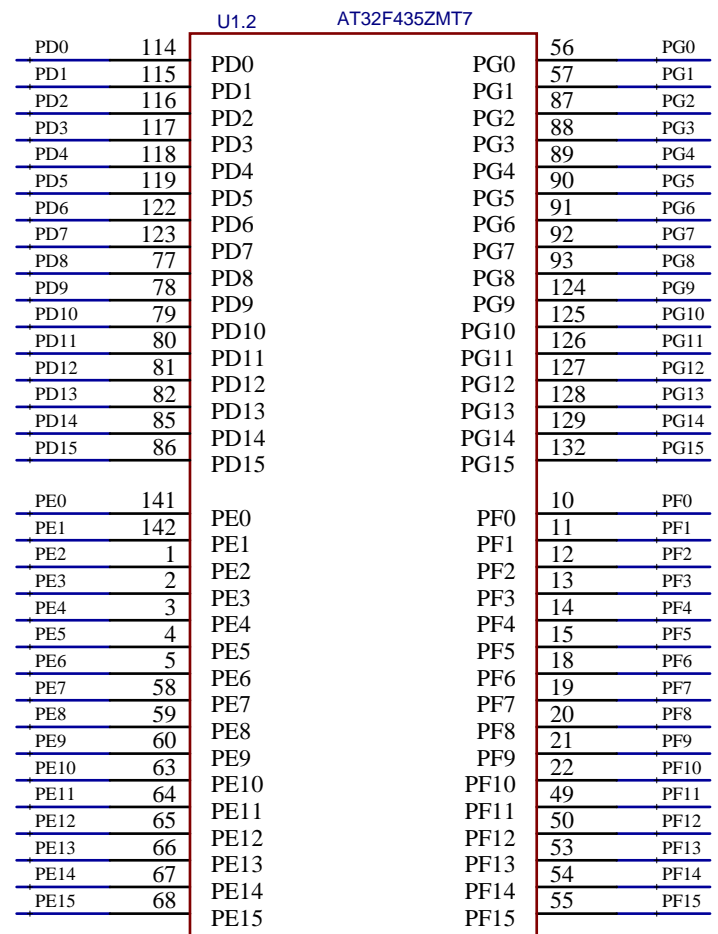 U1.2 AT32F435ZMT7
PD0 114 PD0 PG0 56 PG0
PD1 115 PD1 PG1 57 PG1
PD2 116 PD2 PG2 87 PG2
PD3 117 PD3 PG3 88 PG3
PD4 118 PD4 PG4 89 PG4
PD5 119 PD5 PG5 90 PG5
PD6 122 PD6 PG6 91 PG6
PD7 123 PD7 PG7 92 PG7
PD8 77 PD8 PG8 93 PG8
PD9 78 PD9 PG9 124 PG9
PD10 79 PD10 PG10 125 PG10
PD11 80 PD11 PG11 126 PG11
PD12 81 PD12 PG12 127 PG12
PD13 82 PD13 PG13 128 PG13
PD14 85 PD14 PG14 129 PG14
PD15 86 PD15 PG15 132 PG15
PE0 141 PE0 PF0 10 PF0
PE1 142 PE1 PF1 11 PF1
PE2 1 PE2 PF2 12 PF2
PE3 2 PE3 PF3 13 PF3
PE4 3 PE4 PF4 14 PF4
PE5 4 PE5 PF5 15 PF5
PE6 5 PE6 PF6 18 PF6
PE7 58 PE7 PF7 19 PF7
PE8 59 PE8 PF8 20 PF8
PE9 60 PE9 PF9 21 PF9
PE10 63 PE10 PF10 22 PF10
PE11 64 PE11 PF11 49 PF11
PE12 65 PE12 PF12 50 PF12
PE13 66 PE13 PF13 53 PF13
PE14 67 PE14 PF14 54 PF14
PE15 68 PE15 PF15 55 PF15